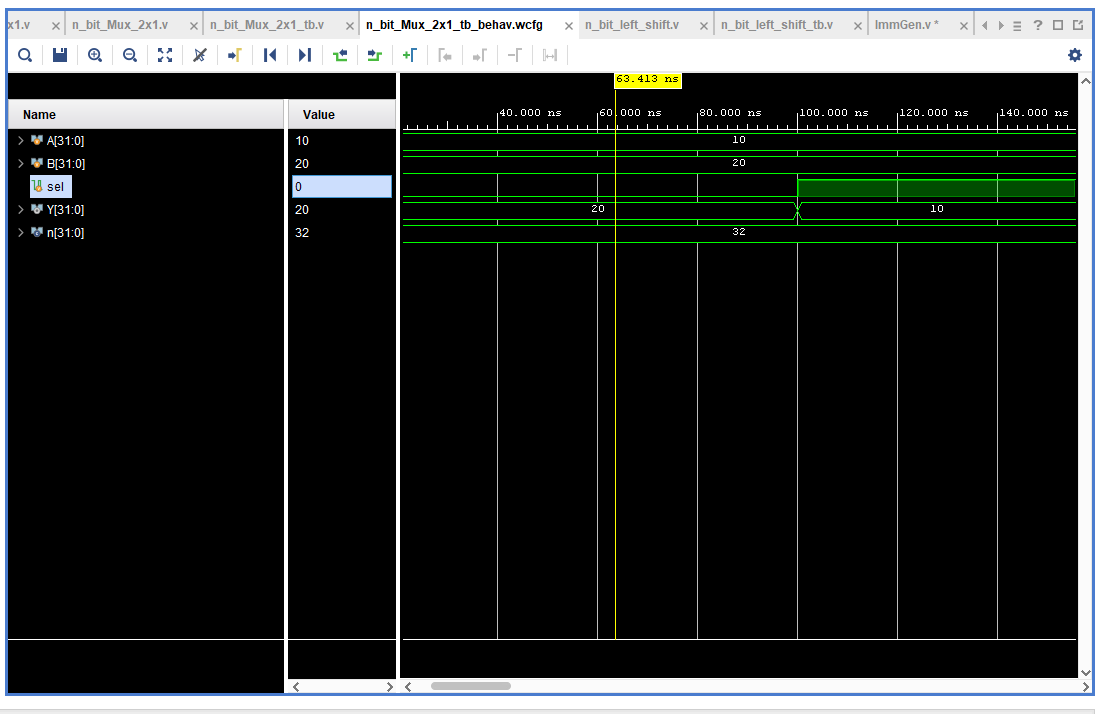 x1.v n_bit_Mux_2x1.v n_bit_Mux_2x1_tb.v n_bit_Mux_2x1_tb_behav.wcfg n_bit_left_shift.v n_bit_left_shift_tb.v ImmGen.v *
63.413 ns
Name Value 40.000 ns 60.000 ns 80.000 ns 100.000 ns 120.000 ns 140.000 ns
A[31:0] 10 10
B[31:0] 20 20
sel 0
Y[31:0] 20 20 10
n[31:0] 32 32